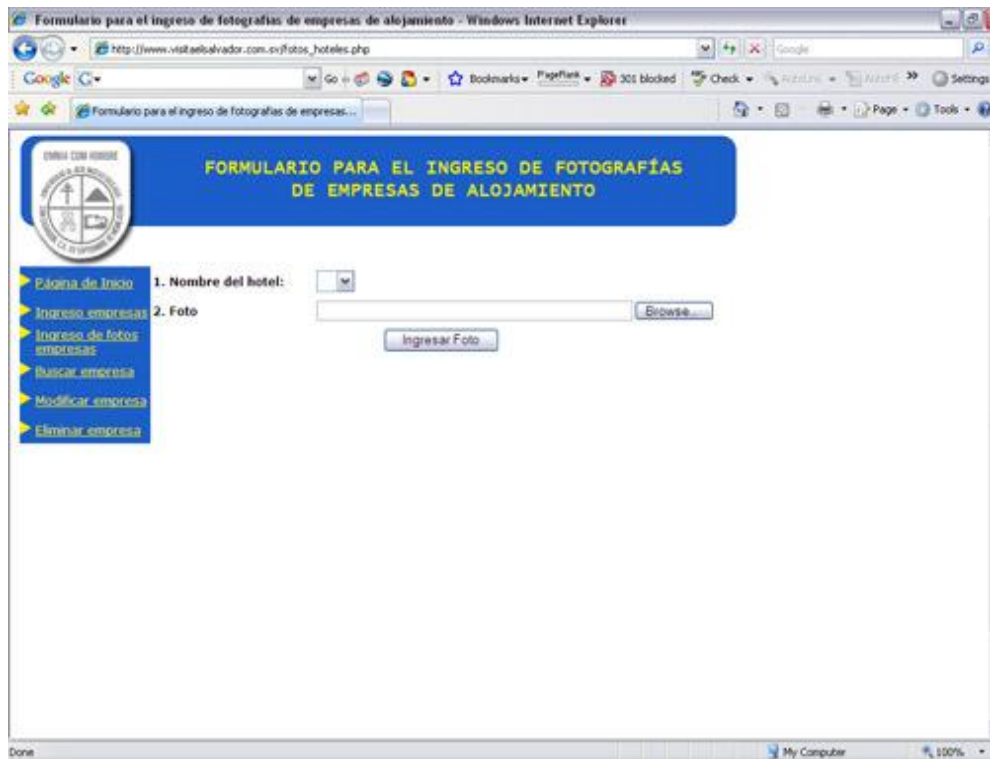 Formulario para el ingreso de fotografías de empresas de alojamiento - Windows Internet Explorer
http://www.visitaelsalvador.com.sv/fotos_hoteles.php
Google
Google
Go
Bookmarks
PageRank
301 blocked
Check
Settings
Formulario para el ingreso de fotografías de empresas...
Page
Tools
FORMULARIO PARA EL INGRESO DE FOTOGRAFÍAS
DE EMPRESAS DE ALOJAMIENTO
Página de Inicio
Ingreso empresas
Ingreso de fotos
empresas
Buscar empresa
Modificar empresa
Eliminar empresa
1. Nombre del hotel:
2. Foto
Browse...
Ingresar Foto
Done
My Computer
100%